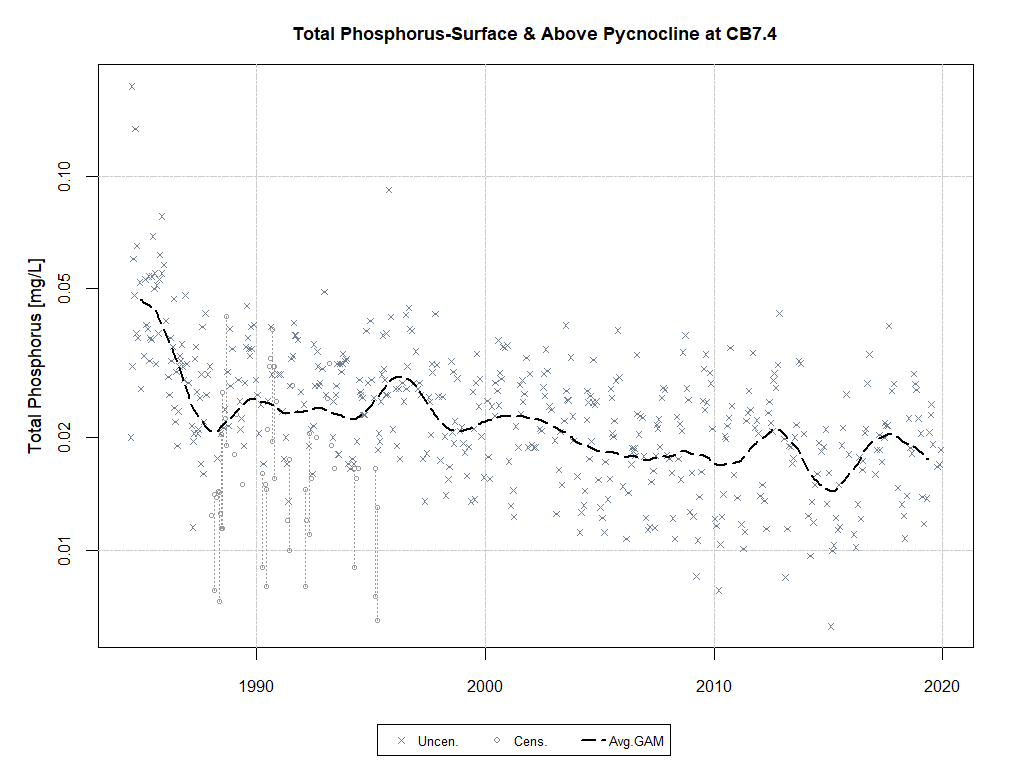 Total Phosphorus-Surface & Above Pycnocline at CB7.4
Total Phosphorus [mg/L]
0.10
0.05
0.02
0.01
1990 2000 2010 2020
Uncen. Cens. Avg.GAM